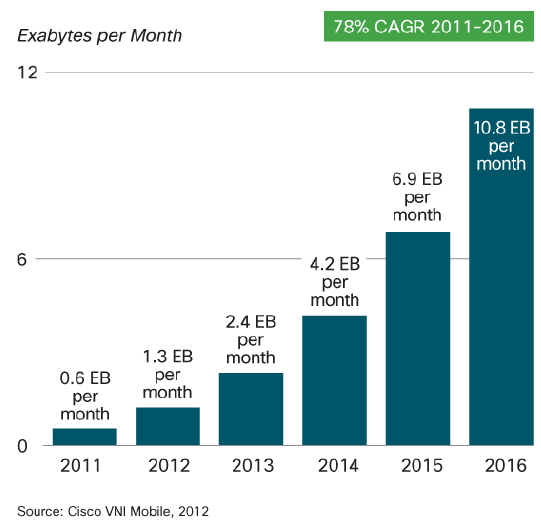 Exabytes per Month
78% CAGR 2011–2016
12
6
0
0.6 EB
per
month
1.3 EB
per
month
2.4 EB
per
month
4.2 EB
per
month
6.9 EB
per
month
10.8 EB
per
month
2011
2012
2013
2014
2015
2016
Source: Cisco VNI Mobile, 2012